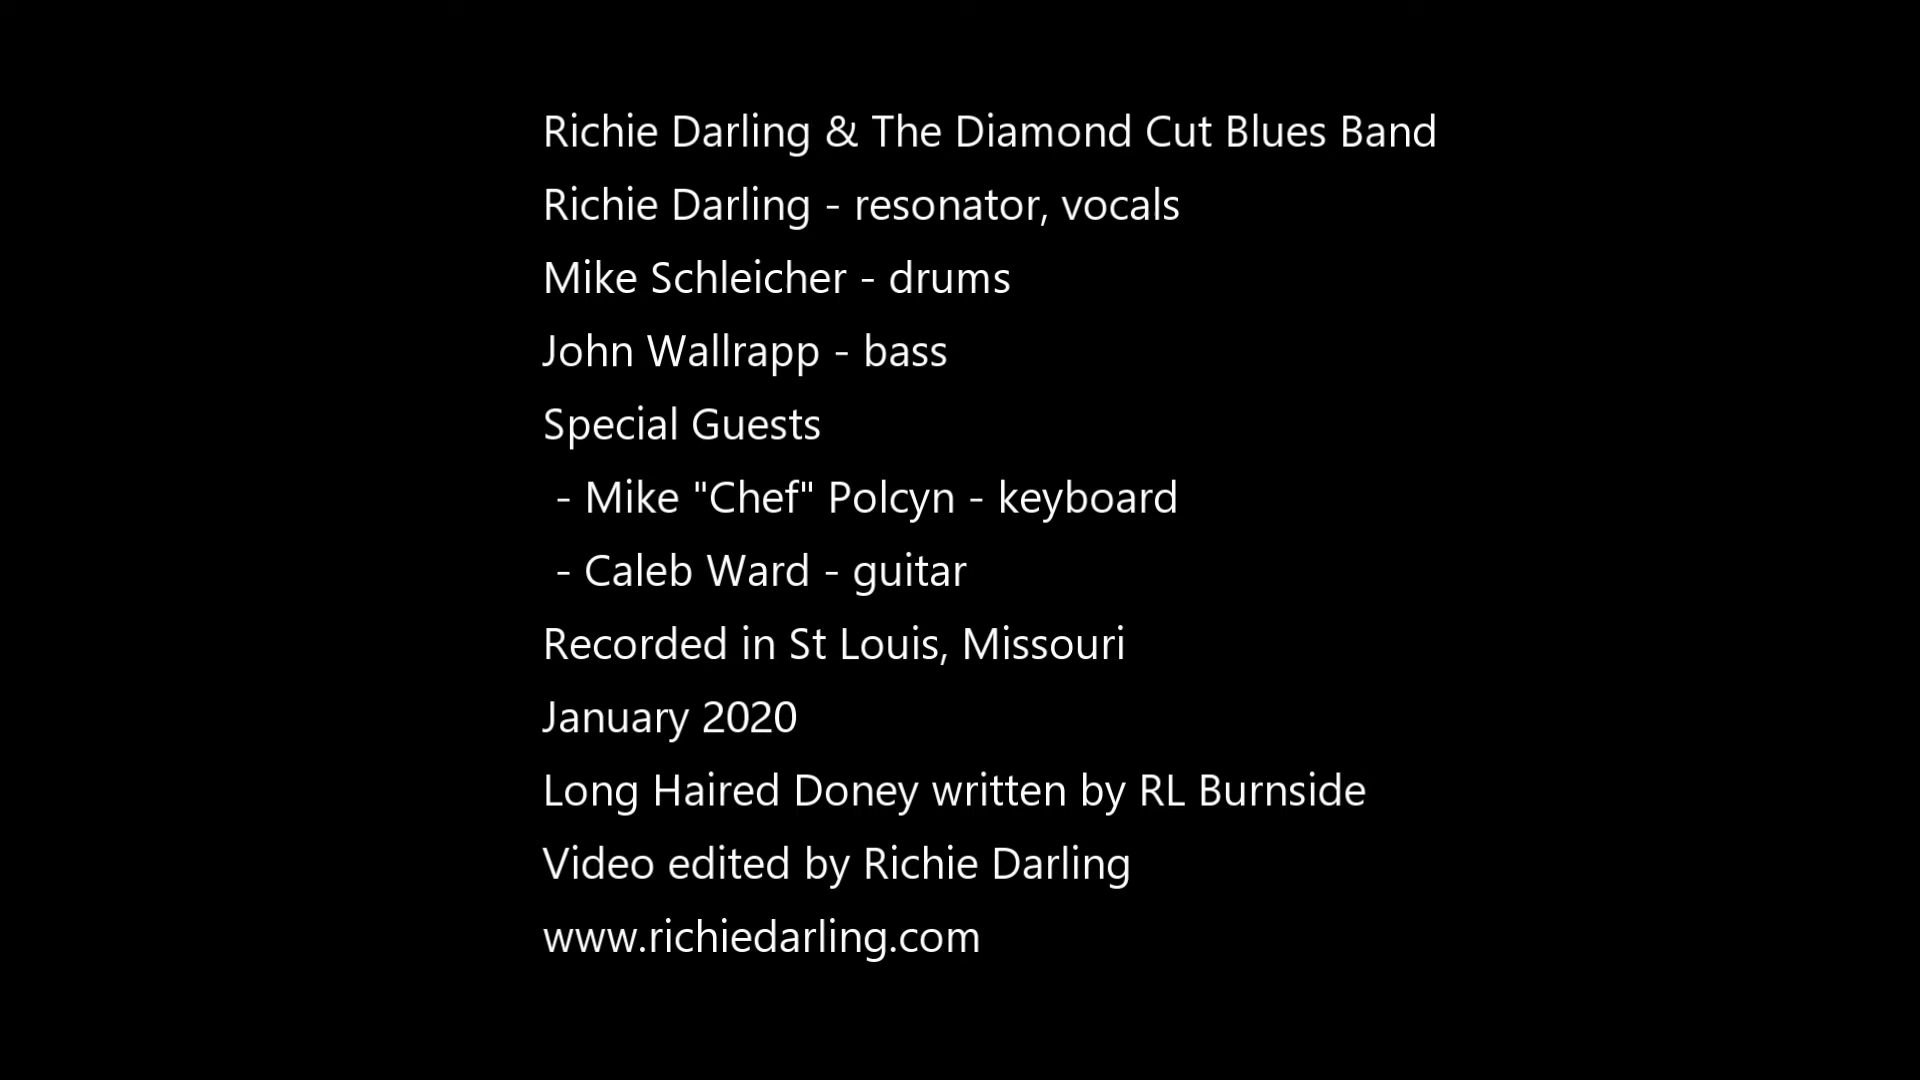 Richie Darling & The Diamond Cut Blues Band
Richie Darling - resonator, vocals
Mike Schleicher - drums
John Wallrapp - bass
Special Guests
- Mike "Chef" Polcyn - keyboard
- Caleb Ward - guitar
Recorded in St Louis, Missouri
January 2020
Long Haired Doney written by RL Burnside
Video edited by Richie Darling
www.richiedarling.com